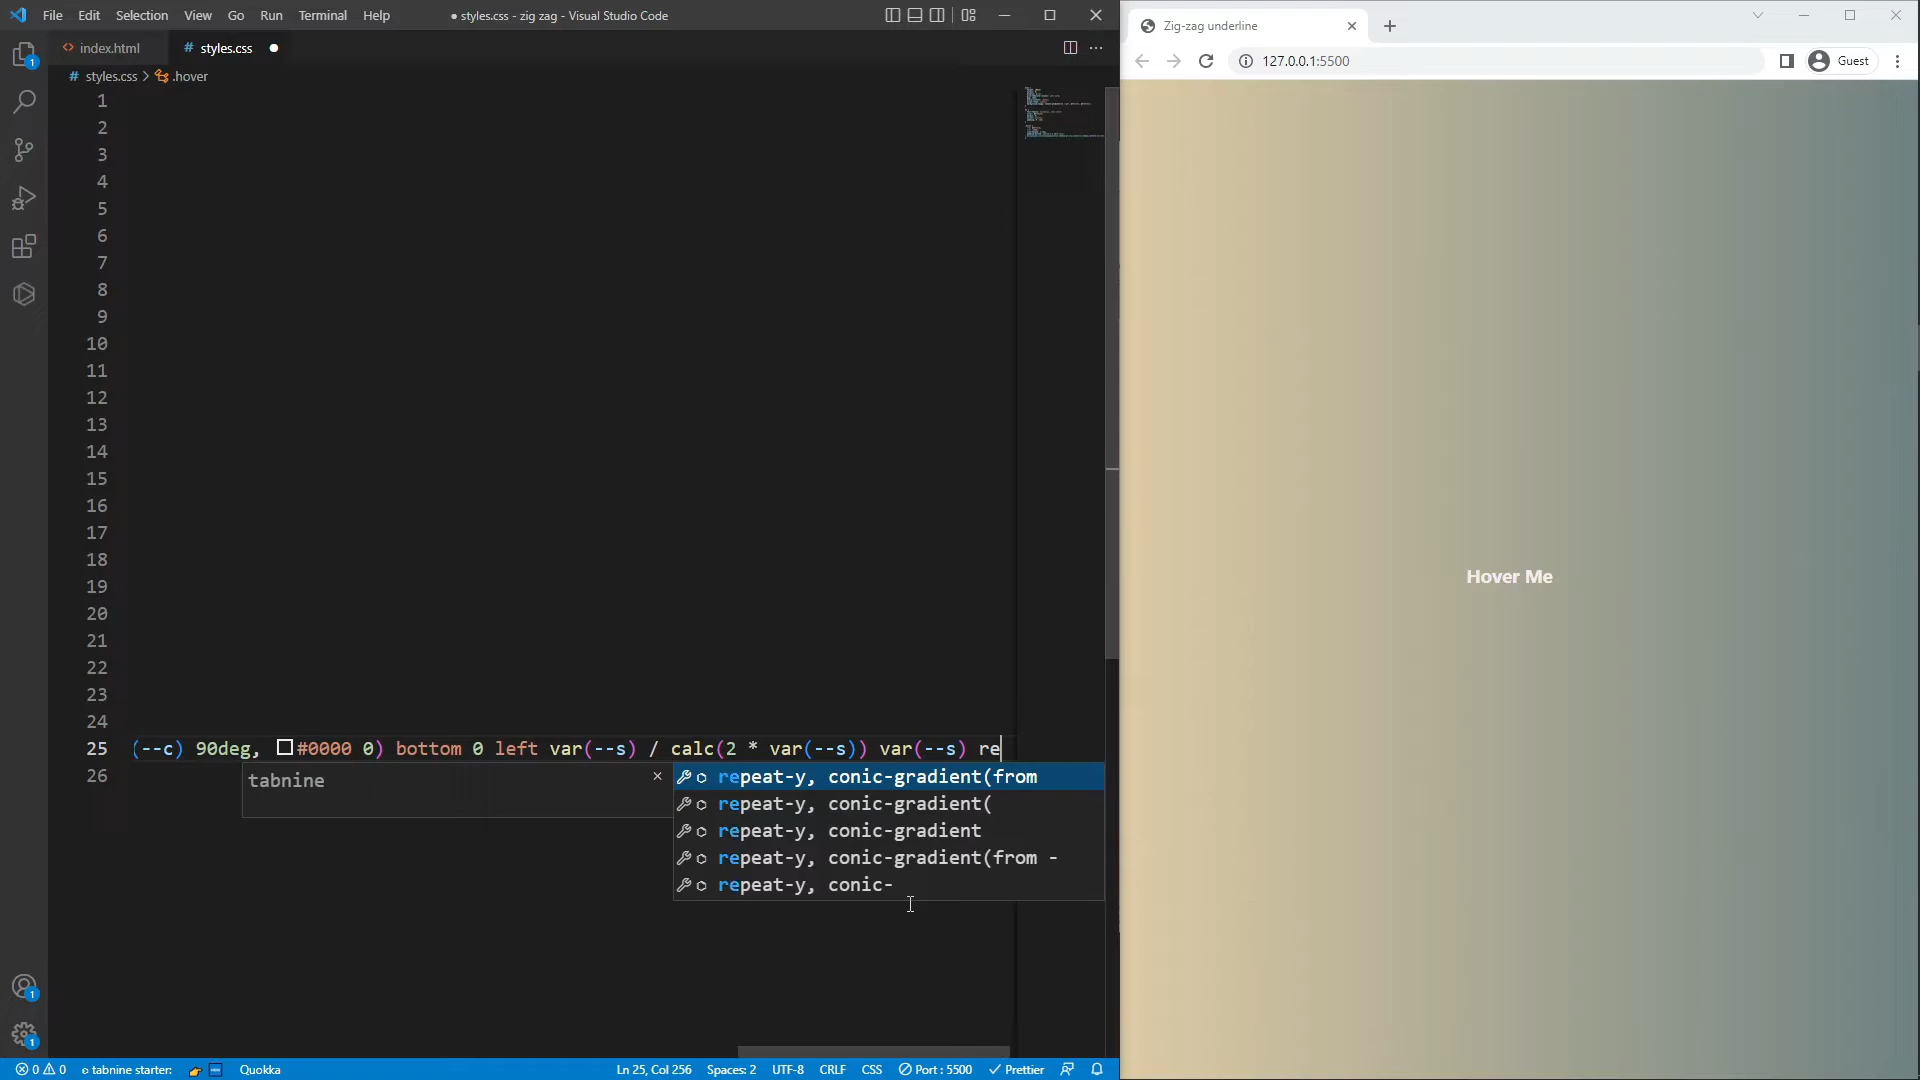 File Edit Selection View Go Run Terminal Help
● styles.css - zig zag - Visual Studio Code
index.html
# styles.css
# styles.css > .hover
1
2
3
4
5
6
7
8
9
10
11
12
13
14
15
16
17
18
19
20
21
22
23
24
25 (--c) 90deg, #0000 0) bottom 0 left var(--s) / calc(2 * var(--s)) var(--s) re
26
tabnine
repeat-y, conic-gradient(from
repeat-y, conic-gradient(
repeat-y, conic-gradient
repeat-y, conic-gradient(from -
repeat-y, conic-
1
1
1
0 0 tabnine starter: Quokka Ln 25, Col 256 Spaces: 2 UTF-8 CRLF CSS Port : 5500 Prettier
Zig-zag underline
127.0.0.1:5500
Guest
Hover Me